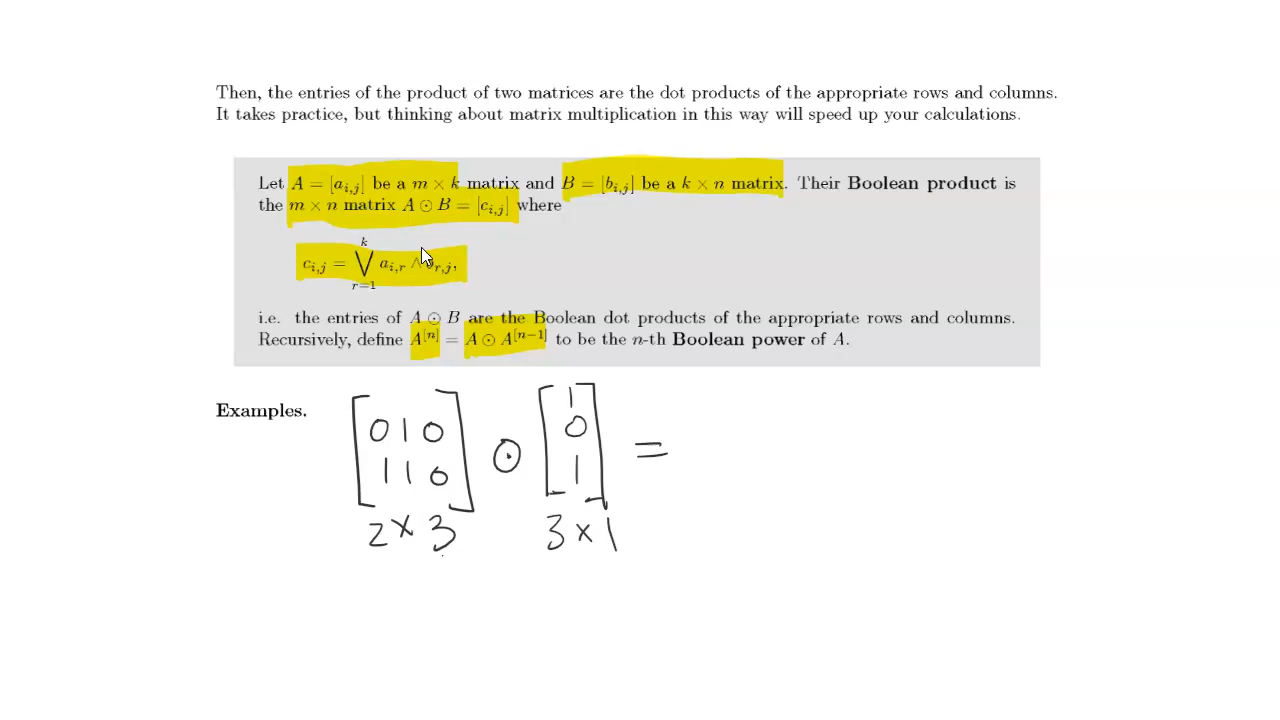 Then, the entries of the product of two matrices are the dot products of the appropriate rows and columns.
It takes practice, but thinking about matrix multiplication in this way will speed up your calculations.
Let A = [a_{i,j}] be a m × k matrix and B = [b_{i,j}] be a k × n matrix. Their Boolean product is
the m × n matrix A ⊙ B = [c_{i,j}] where
c_{i,j} = ⋁_{r=1}^{k} a_{i,r} ∧ b_{r,j},
i.e. the entries of A ⊙ B are the Boolean dot products of the appropriate rows and columns.
Recursively, define A^{[n]} = A ⊙ A^{[n−1]} to be the n-th Boolean power of A.
Examples.
[0 1 0] [1]
[1 1 0] ⊙ [0] =
[1]
2 × 3 3 × 1